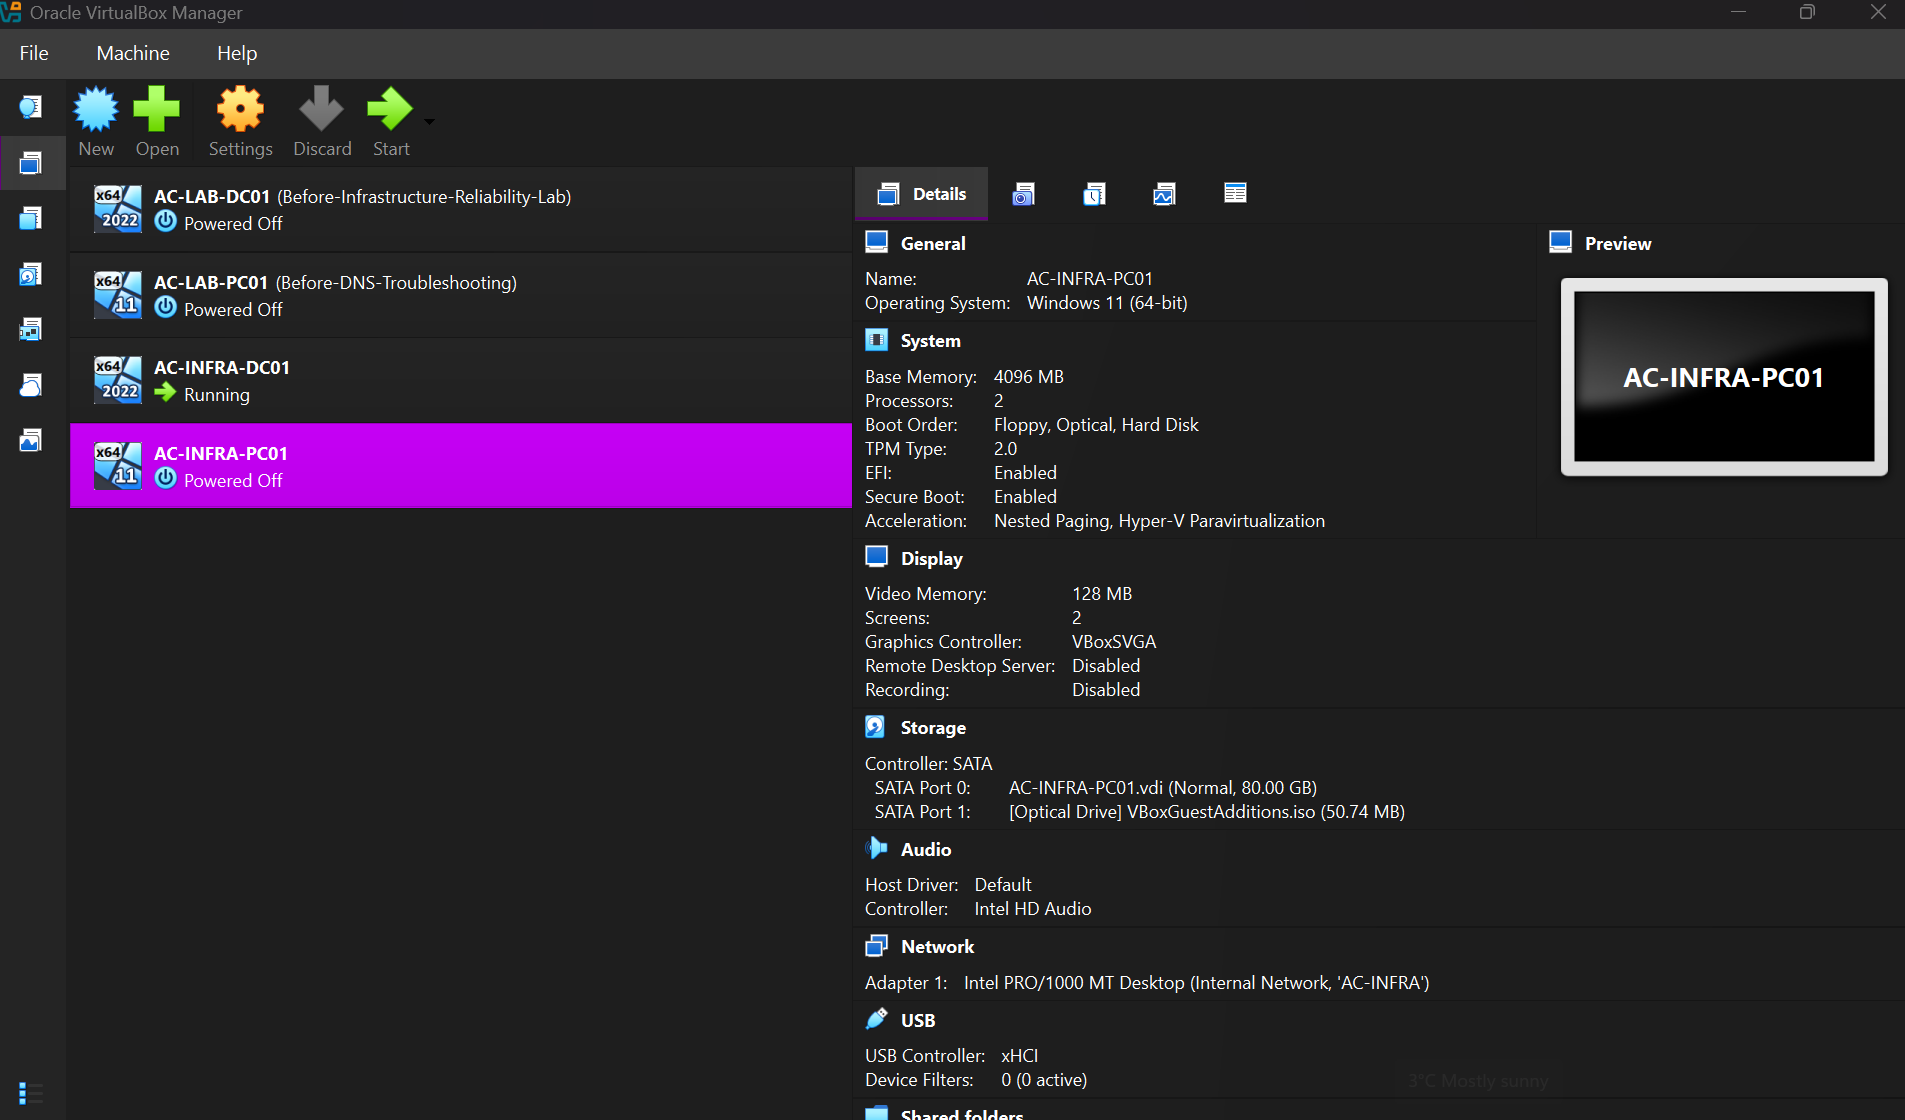 Oracle VirtualBox Manager
File Machine Help
New Open Settings Discard Start
x64 2022 AC-LAB-DC01 (Before-Infrastructure-Reliability-Lab)
Powered Off
x64 11 AC-LAB-PC01 (Before-DNS-Troubleshooting)
Powered Off
x64 2022 AC-INFRA-DC01
Running
x64 11 AC-INFRA-PC01
Powered Off
Details
General
Name: AC-INFRA-PC01
Operating System: Windows 11 (64-bit)
Preview
AC-INFRA-PC01
System
Base Memory: 4096 MB
Processors: 2
Boot Order: Floppy, Optical, Hard Disk
TPM Type: 2.0
EFI: Enabled
Secure Boot: Enabled
Acceleration: Nested Paging, Hyper-V Paravirtualization
Display
Video Memory: 128 MB
Screens: 2
Graphics Controller: VBoxSVGA
Remote Desktop Server: Disabled
Recording: Disabled
Storage
Controller: SATA
SATA Port 0: AC-INFRA-PC01.vdi (Normal, 80.00 GB)
SATA Port 1: [Optical Drive] VBoxGuestAdditions.iso (50.74 MB)
Audio
Host Driver: Default
Controller: Intel HD Audio
Network
Adapter 1: Intel PRO/1000 MT Desktop (Internal Network, 'AC-INFRA')
USB
USB Controller: xHCI
Device Filters: 0 (0 active)
3°C Mostly sunny
Shared folders